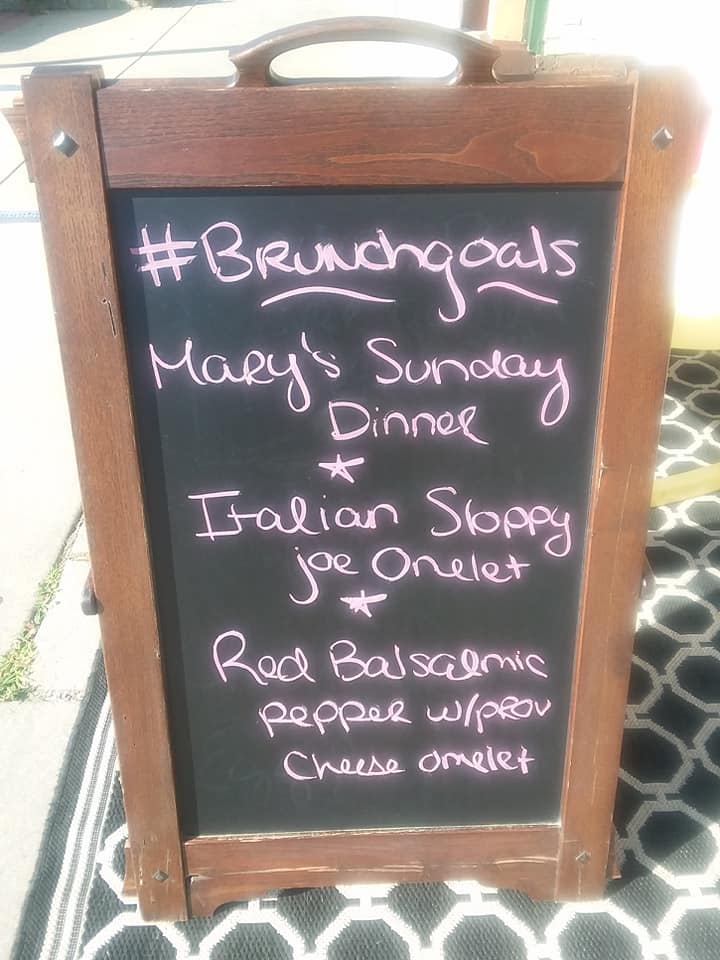 #Brunchgoals
Mary's Sunday
Dinner
Italian Sloppy
joe Omelet
Red Balsalmic
pepper w/prov
Cheese omelet